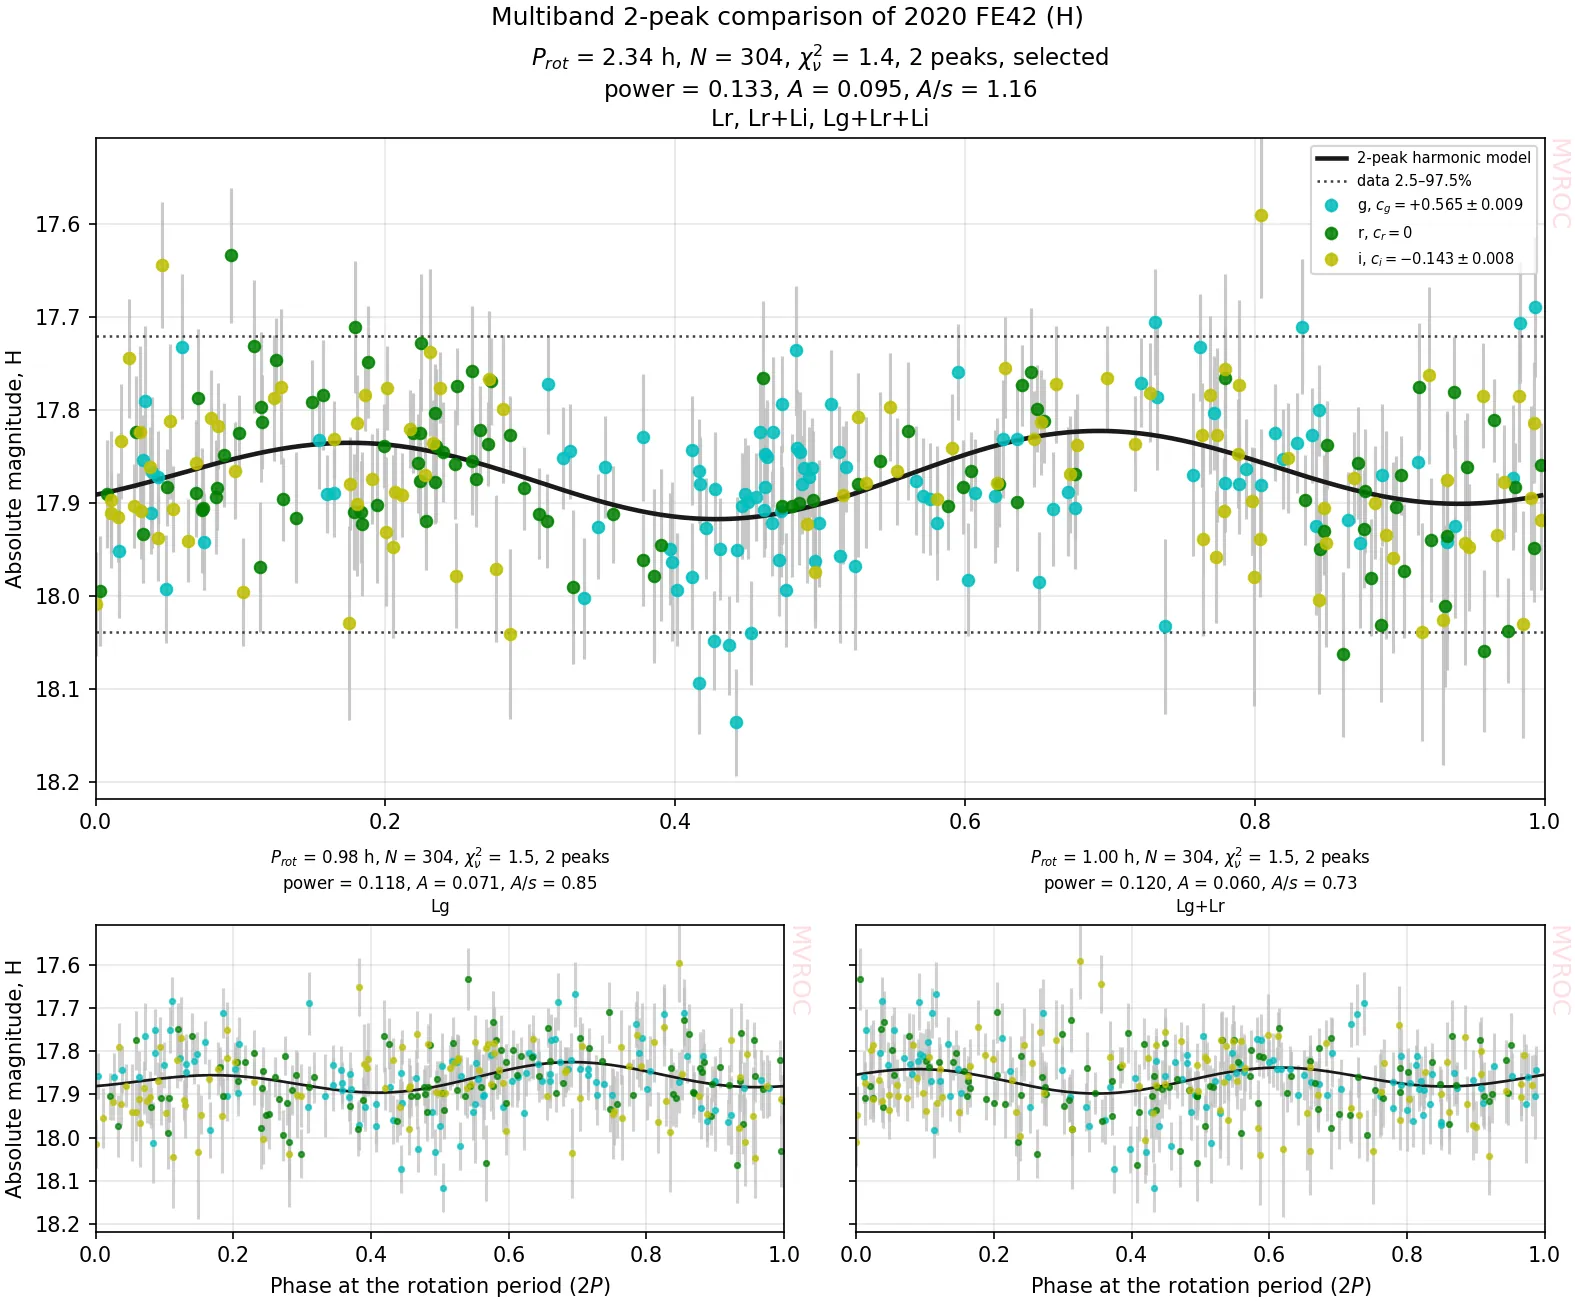 Multiband 2-peak comparison of 2020 FE42 (H)
P_rot = 2.34 h, N = 304, χ²_ν = 1.4, 2 peaks, selected
power = 0.133, A = 0.095, A/s = 1.16
Lr, Lr+Li, Lg+Lr+Li
2-peak harmonic model
data 2.5–97.5%
g, c_g = +0.565 ± 0.009
r, c_r = 0
i, c_i = −0.143 ± 0.008
MVROC
Absolute magnitude, H
17.6
17.7
17.8
17.9
18.0
18.1
18.2
0.0 0.2 0.4 0.6 0.8 1.0
P_rot = 0.98 h, N = 304, χ²_ν = 1.5, 2 peaks
power = 0.118, A = 0.071, A/s = 0.85
Lg
MVROC
Absolute magnitude, H
17.6
17.7
17.8
17.9
18.0
18.1
18.2
0.0 0.2 0.4 0.6 0.8 1.0
Phase at the rotation period (2P)
P_rot = 1.00 h, N = 304, χ²_ν = 1.5, 2 peaks
power = 0.120, A = 0.060, A/s = 0.73
Lg+Lr
MVROC
0.0 0.2 0.4 0.6 0.8 1.0
Phase at the rotation period (2P)